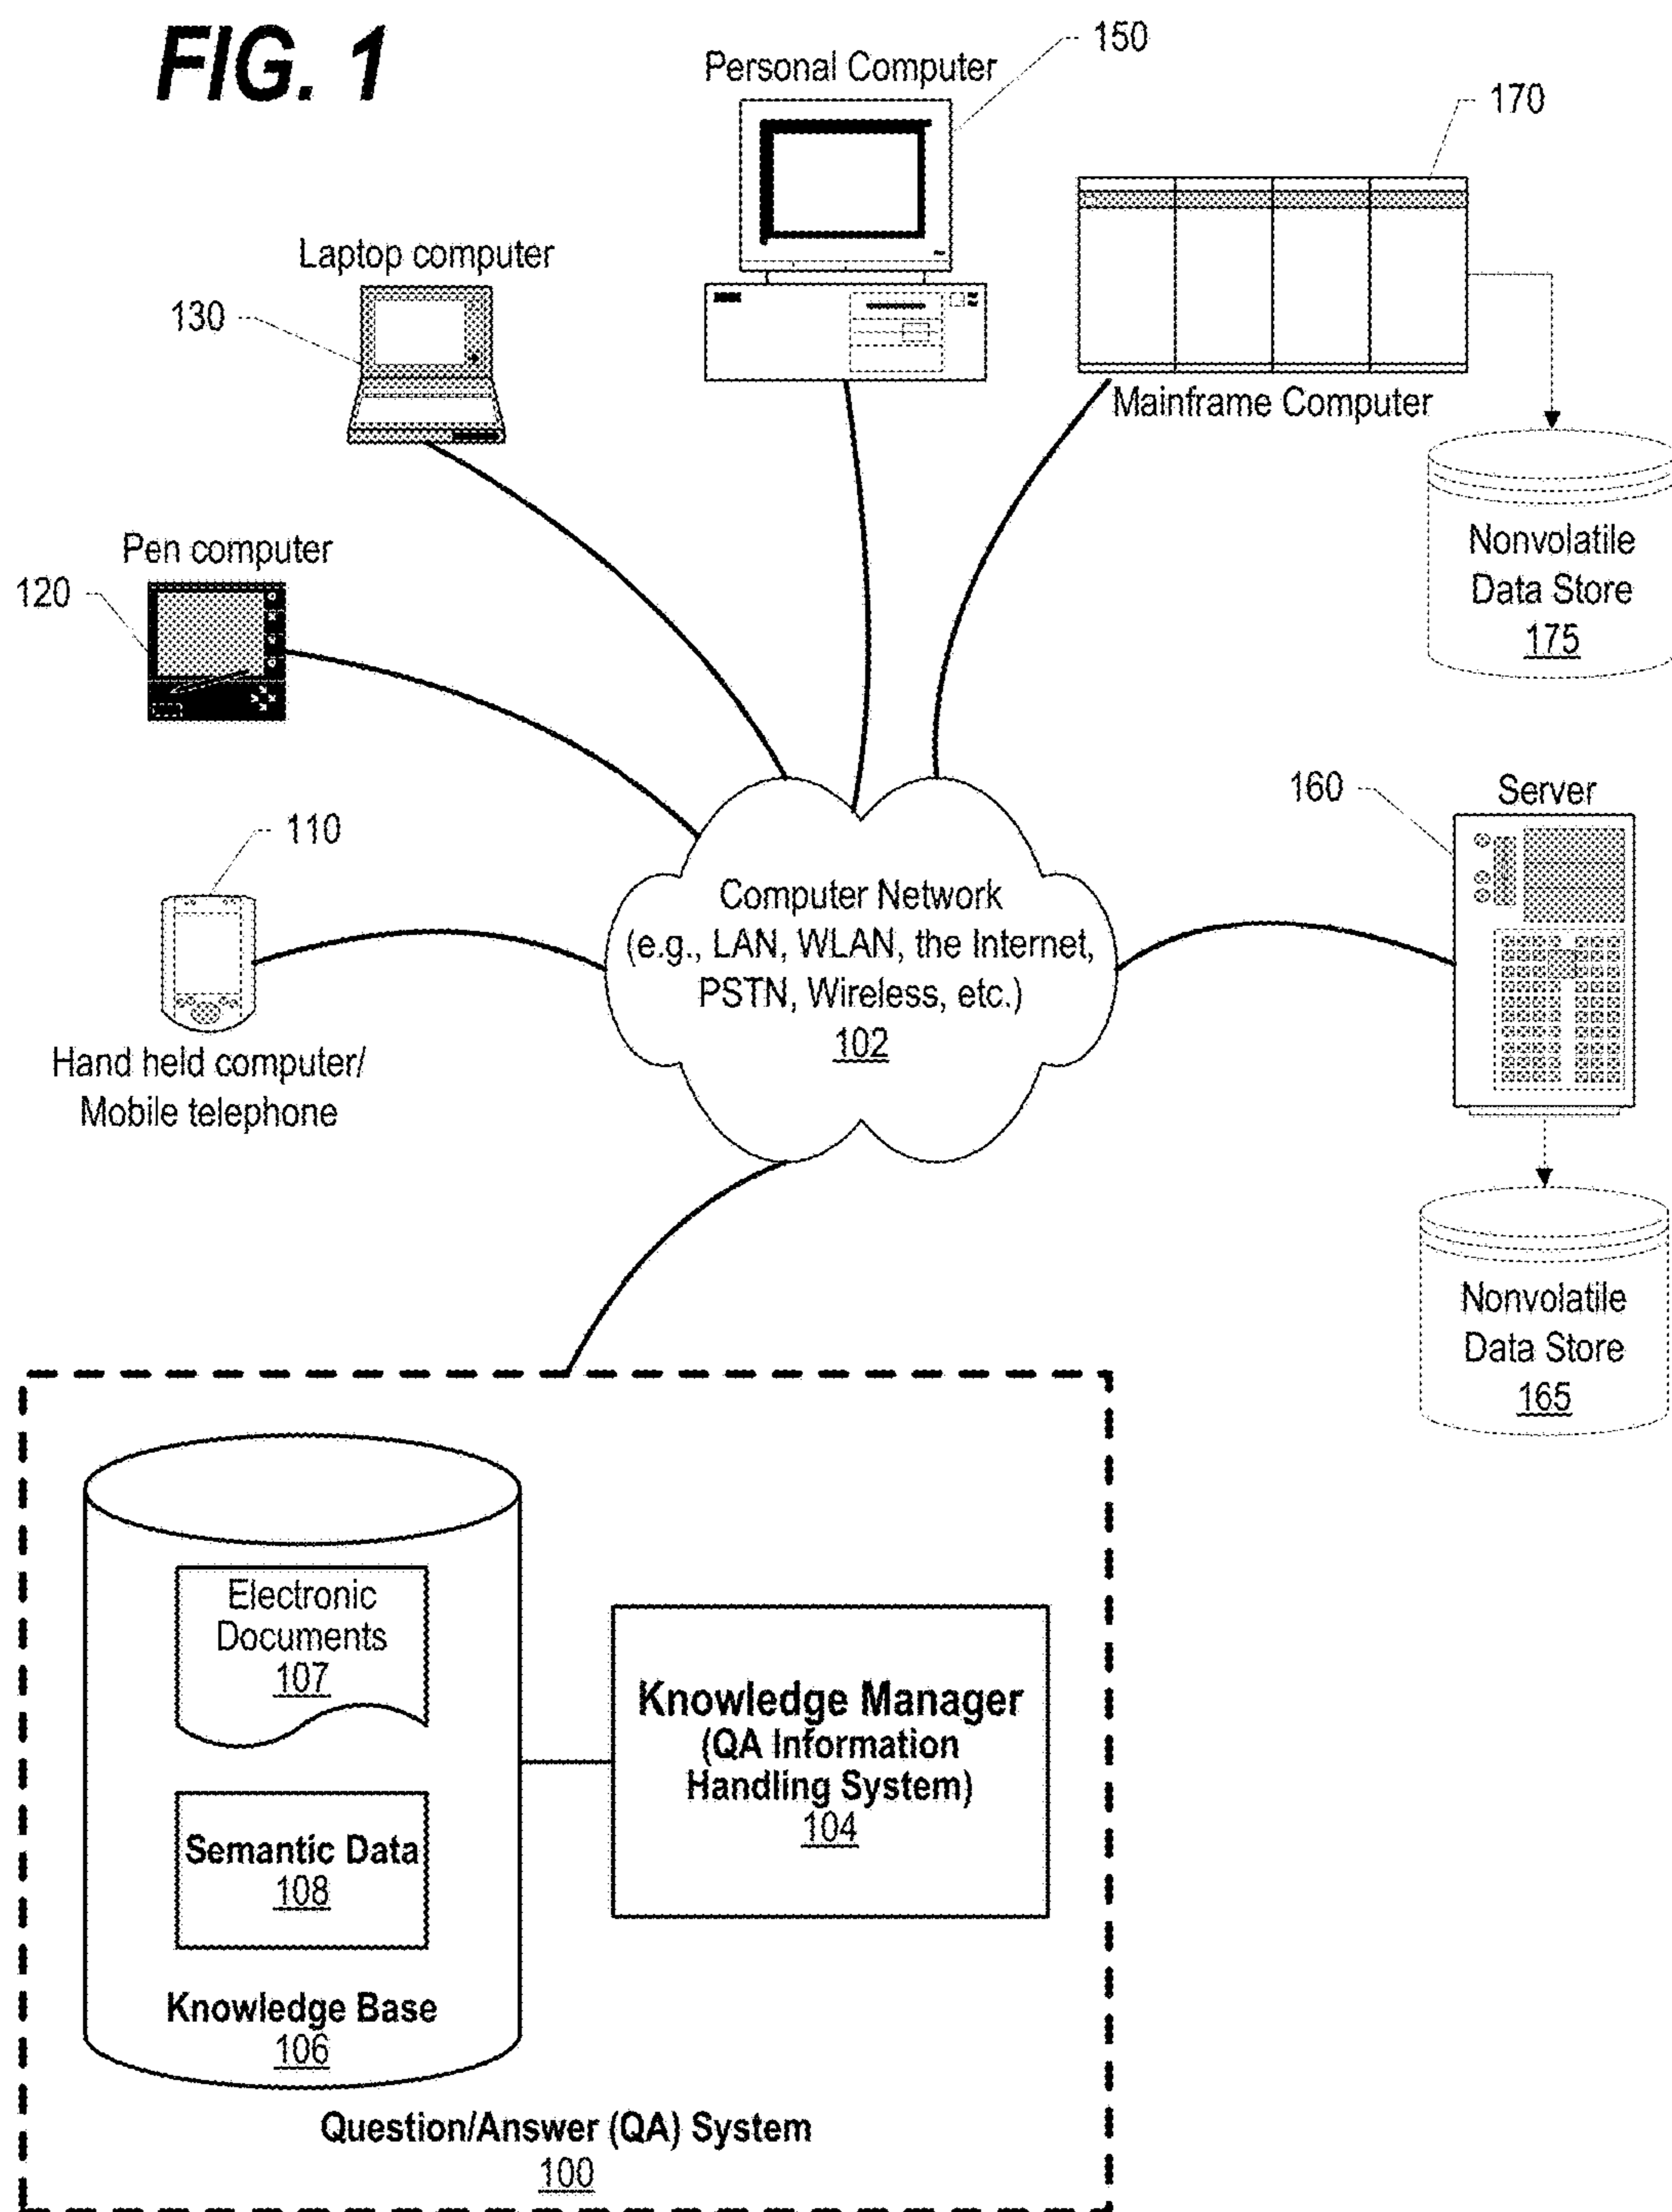 FIG. 1
Personal Computer
150
170
Laptop computer
130
Mainframe Computer
Nonvolatile
Data Store
175
Pen computer
120
160
Server
110
Computer Network
(e.g., LAN, WLAN, the Internet,
PSTN, Wireless, etc.)
102
Hand held computer/
Mobile telephone
Nonvolatile
Data Store
165
Electronic
Documents
107
Knowledge Manager
(QA Information
Handling System)
104
Semantic Data
108
Knowledge Base
106
Question/Answer (QA) System
100